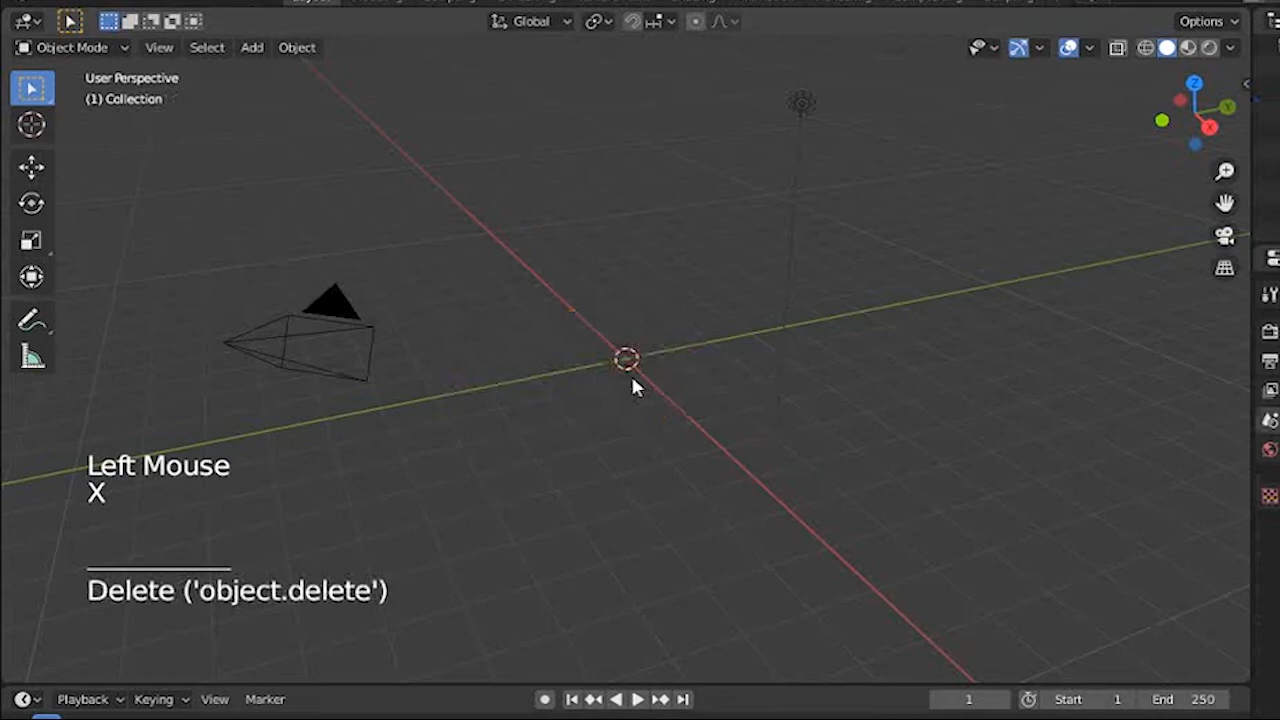 Global
Options
Object Mode
View
Select
Add
Object
User Perspective
(1) Collection
Z
Y
X
Left Mouse
X
Delete ('object.delete')
Playback
Keying
View
Marker
1
Start
1
End
250